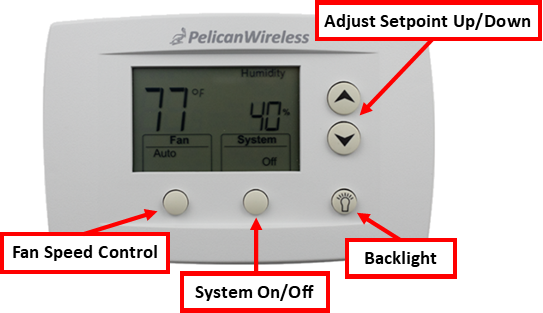 Adjust Setpoint Up/Down
PelicanWireless
Humidity
77 °F
40 %
Fan
System
Auto
Off
Fan Speed Control
Backlight
System On/Off